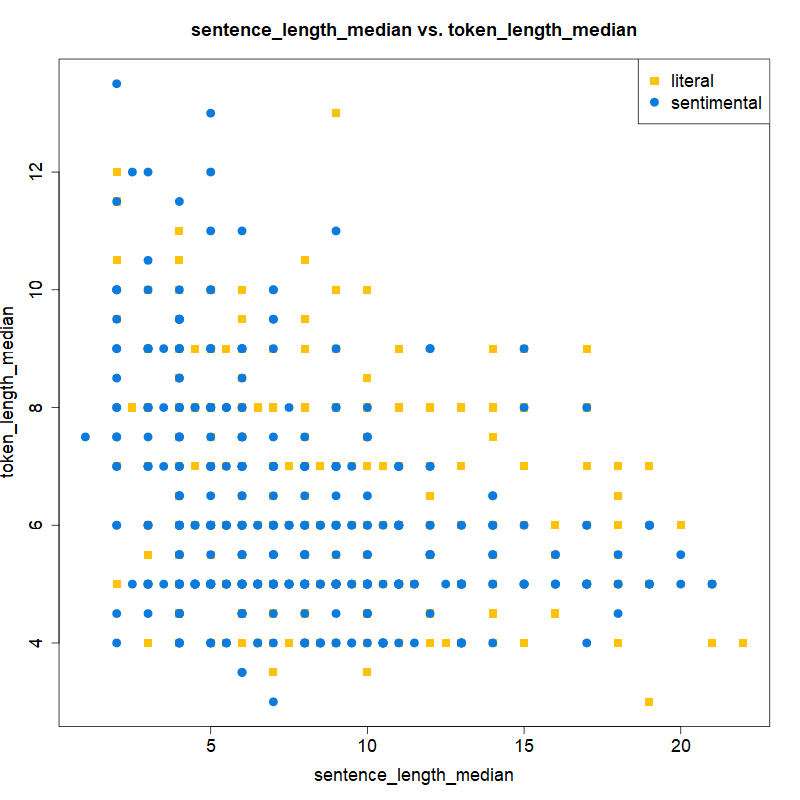 sentence_length_median vs. token_length_median
literal
sentimental
token_length_median
12
10
8
6
4
5 10 15 20
sentence_length_median